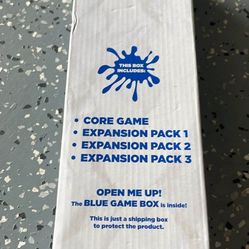 THIS BOX
INCLUDES:
• CORE GAME
• EXPANSION PACK 1
• EXPANSION PACK 2
• EXPANSION PACK 3
OPEN ME UP!
The BLUE GAME BOX is inside!
This is just a shipping box
to protect the product.